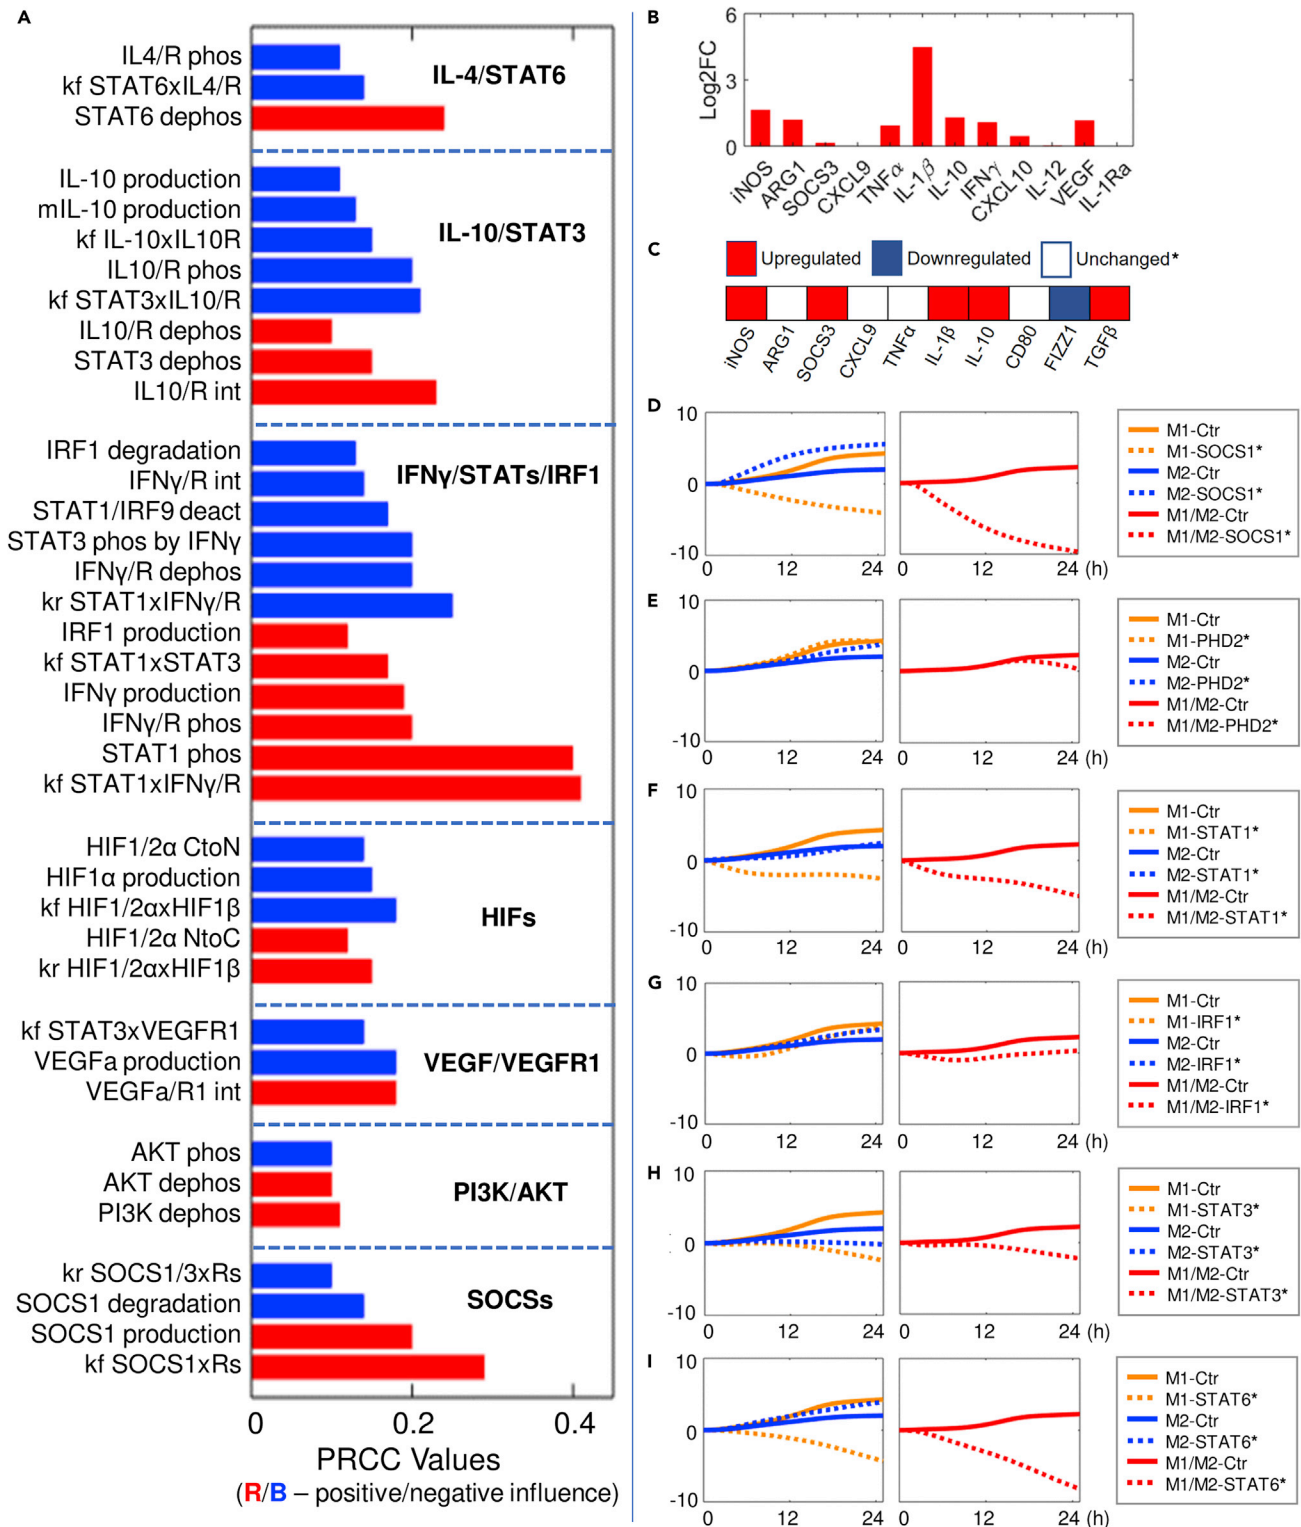 A
IL4/R phos
kf STAT6xIL4/R
STAT6 dephos
IL-4/STAT6
IL-10 production
mIL-10 production
kf IL-10xIL10R
IL10/R phos
kf STAT3xIL10/R
IL10/R dephos
STAT3 dephos
IL10/R int
IL-10/STAT3
IRF1 degradation
IFNγ/R int
STAT1/IRF9 deact
STAT3 phos by IFNγ
IFNγ/R dephos
kr STAT1xIFNγ/R
IRF1 production
kf STAT1xSTAT3
IFNγ production
IFNγ/R phos
STAT1 phos
kf STAT1xIFNγ/R
IFNγ/STATs/IRF1
HIF1/2α CtoN
HIF1α production
kf HIF1/2αxHIF1β
HIF1/2α NtoC
kr HIF1/2αxHIF1β
HIFs
kf STAT3xVEGFR1
VEGFa production
VEGFa/R1 int
VEGF/VEGFR1
AKT phos
AKT dephos
PI3K dephos
PI3K/AKT
kr SOCS1/3xRs
SOCS1 degradation
SOCS1 production
kf SOCS1xRs
SOCSs
0 0.2 0.4
PRCC Values
(R/B – positive/negative influence)
B
6
3
0
Log2FC
iNOS
ARG1
SOCS3
CXCL9
TNFα
IL-1β
IL-10
IFN-γ
CXCL10
IL-12
VEGF
IL-1Ra
C
Upregulated Downregulated Unchanged*
iNOS
ARG1
SOCS3
CXCL9
TNFα
IL-1β
IL-10
CD80
FIZZ1
TGFβ
D
10
0
-10
0 12 24 0 12 24 (h)
M1-Ctr
M1-SOCS1*
M2-Ctr
M2-SOCS1*
M1/M2-Ctr
M1/M2-SOCS1*
E
10
0
-10
0 12 24 0 12 24 (h)
M1-Ctr
M1-PHD2*
M2-Ctr
M2-PHD2*
M1/M2-Ctr
M1/M2-PHD2*
F
10
0
-10
0 12 24 0 12 24 (h)
M1-Ctr
M1-STAT1*
M2-Ctr
M2-STAT1*
M1/M2-Ctr
M1/M2-STAT1*
G
10
0
-10
0 12 24 0 12 24 (h)
M1-Ctr
M1-IRF1*
M2-Ctr
M2-IRF1*
M1/M2-Ctr
M1/M2-IRF1*
H
10
0
-10
0 12 24 0 12 24 (h)
M1-Ctr
M1-STAT3*
M2-Ctr
M2-STAT3*
M1/M2-Ctr
M1/M2-STAT3*
I
10
0
-10
0 12 24 0 12 24 (h)
M1-Ctr
M1-STAT6*
M2-Ctr
M2-STAT6*
M1/M2-Ctr
M1/M2-STAT6*